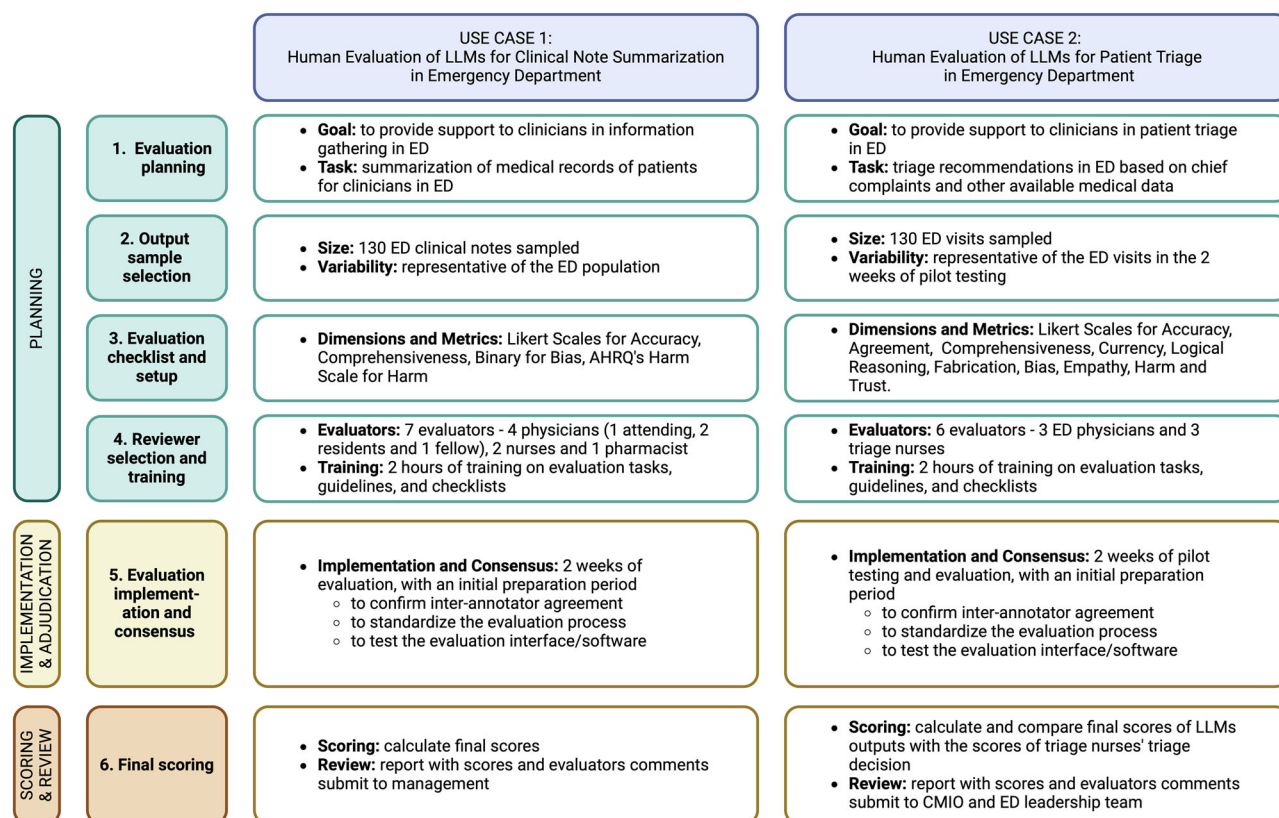 USE CASE 1:
Human Evaluation of LLMs for Clinical Note Summarization
in Emergency Department
USE CASE 2:
Human Evaluation of LLMs for Patient Triage
in Emergency Department
PLANNING
1. Evaluation
planning
• Goal: to provide support to clinicians in information
gathering in ED
• Task: summarization of medical records of patients
for clinicians in ED
• Goal: to provide support to clinicians in patient triage
in ED
• Task: triage recommendations in ED based on chief
complaints and other available medical data
2. Output
sample
selection
• Size: 130 ED clinical notes sampled
• Variability: representative of the ED population
• Size: 130 ED visits sampled
• Variability: representative of the ED visits in the 2
weeks of pilot testing
3. Evaluation
checklist and
setup
• Dimensions and Metrics: Likert Scales for Accuracy,
Comprehensiveness, Binary for Bias, AHRQ's Harm
Scale for Harm
• Dimensions and Metrics: Likert Scales for Accuracy,
Agreement, Comprehensiveness, Currency, Logical
Reasoning, Fabrication, Bias, Empathy, Harm and
Trust.
4. Reviewer
selection and
training
• Evaluators: 7 evaluators - 4 physicians (1 attending, 2
residents and 1 fellow), 2 nurses and 1 pharmacist
• Training: 2 hours of training on evaluation tasks,
guidelines, and checklists
• Evaluators: 6 evaluators - 3 ED physicians and 3
triage nurses
• Training: 2 hours of training on evaluation tasks,
guidelines, and checklists
IMPLEMENTATION
& ADJUDICATION
5. Evaluation
implement-
ation and
consensus
• Implementation and Consensus: 2 weeks of
evaluation, with an initial preparation period
○ to confirm inter-annotator agreement
○ to standardize the evaluation process
○ to test the evaluation interface/software
• Implementation and Consensus: 2 weeks of pilot
testing and evaluation, with an initial preparation
period
○ to confirm inter-annotator agreement
○ to standardize the evaluation process
○ to test the evaluation interface/software
SCORING
& REVIEW
6. Final scoring
• Scoring: calculate final scores
• Review: report with scores and evaluators comments
submit to management
• Scoring: calculate and compare final scores of LLMs
outputs with the scores of triage nurses' triage
decision
• Review: report with scores and evaluators comments
submit to CMIO and ED leadership team